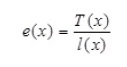 e(x) = T(x) / l(x)